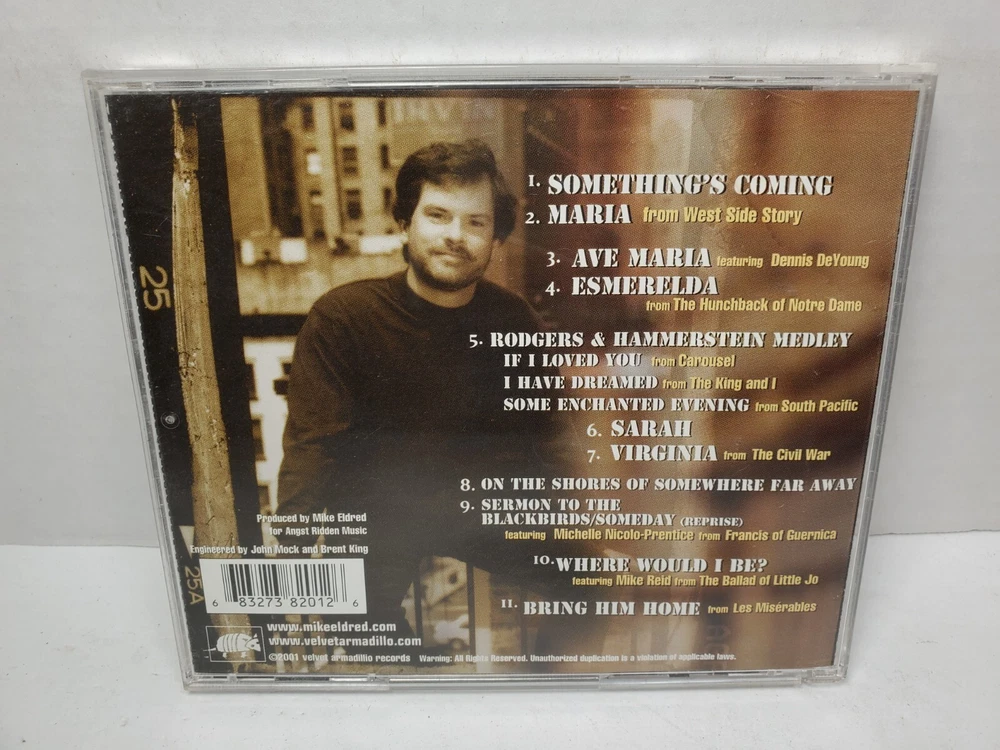 IRVIN
25
1. SOMETHING'S COMING
2. MARIA from West Side Story
3. AVE MARIA featuring Dennis DeYoung
4. ESMERELDA
from The Hunchback of Notre Dame
5. RODGERS & HAMMERSTEIN MEDLEY
IF I LOVED YOU from Carousel
I HAVE DREAMED from The King and I
SOME ENCHANTED EVENING from South Pacific
6. SARAH
7. VIRGINIA from The Civil War
8. ON THE SHORES OF SOMEWHERE FAR AWAY
9. SERMON TO THE
BLACKBIRDS/SOMEDAY (REPRISE)
featuring Michelle Nicolo-Prentice from Francis of Guernica
10. WHERE WOULD I BE?
featuring Mike Reid from The Ballad of Little Jo
11. BRING HIM HOME from Les Misérables
Produced by Mike Eldred
for Angst Ridden Music
Engineered by John Mock and Brent King
25A
6 83273 82012 6
www.mikeeldred.com
www.velvetarmadillo.com
©2001 velvet armadillio records Warning: All Rights Reserved. Unauthorized duplication is a violation of applicable laws.